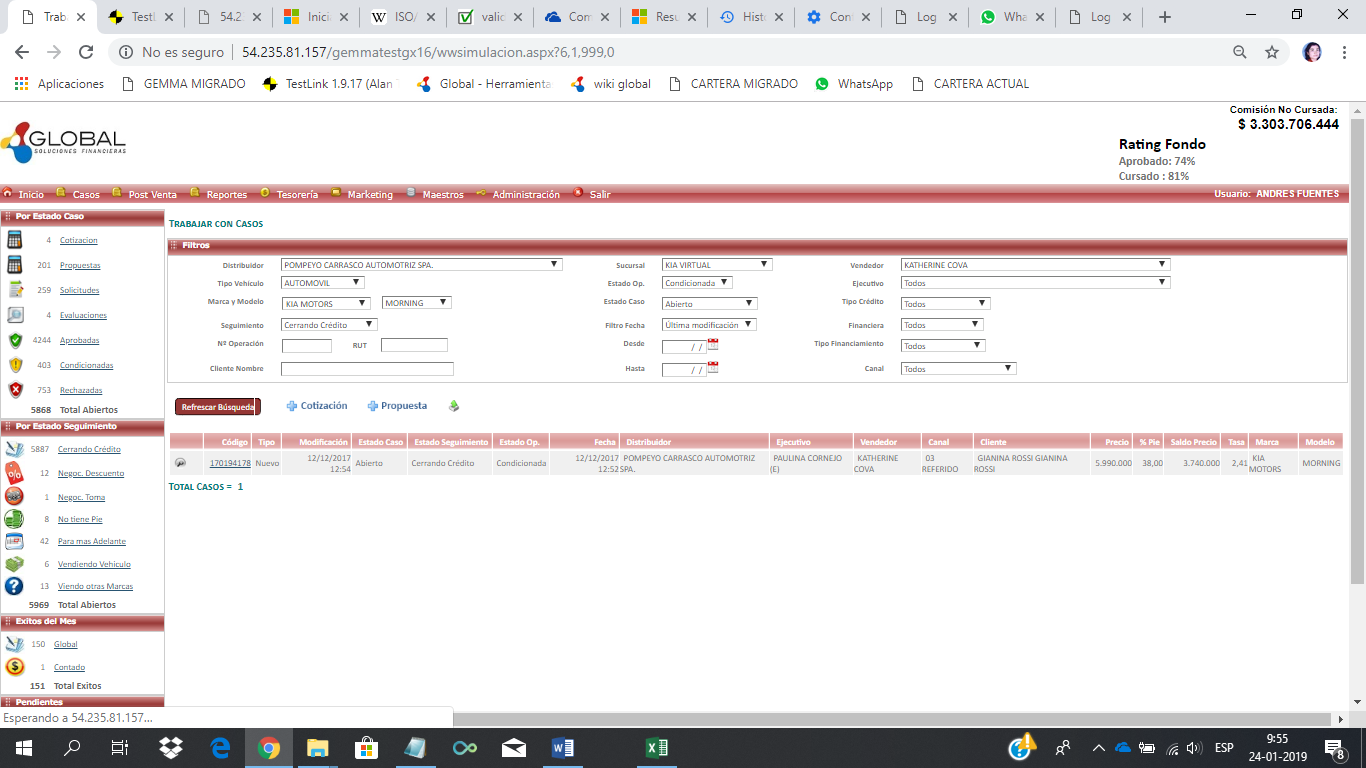 Trab
TestL
54.2
Inicia
ISO/
valid
Com
Resu
Histo
Con
Log
Wha
Log
No es seguro
54.235.81.157/gemmatestgx16/wwsimulacion.aspx?6,1,999,0
Aplicaciones
GEMMA MIGRADO
TestLink 1.9.17 (Alan
Global - Herramienta
wiki global
CARTERA MIGRADO
WhatsApp
CARTERA ACTUAL
Comisión No Cursada:
$ 3.303.706.444
GLOBAL
SOLUCIONES FINANCIERAS
Rating Fondo
Aprobado: 74%
Cursado : 81%
Inicio Casos Post Venta Reportes Tesorería Marketing Maestros Administración Salir Usuario: ANDRES FUENTES
Por Estado Caso
4 Cotizacion
201 Propuestas
259 Solicitudes
4 Evaluaciones
4244 Aprobadas
403 Condicionadas
753 Rechazadas
5868 Total Abiertos
Por Estado Seguimiento
5887 Cerrando Crédito
12 Negoc. Descuento
1 Negoc. Toma
8 No tiene Pie
42 Para mas Adelante
6 Vendiendo Vehiculo
13 Viendo otras Marcas
5969 Total Abiertos
Exitos del Mes
150 Global
1 Contado
151 Total Exitos
Pendientes
TRABAJAR CON CASOS
Filtros
Distribuidor POMPEYO CARRASCO AUTOMOTRIZ SPA. Sucursal KIA VIRTUAL Vendedor KATHERINE COVA
Tipo Vehiculo AUTOMOVIL Estado Op. Condicionada Ejecutivo Todos
Marca y Modelo KIA MOTORS MORNING Estado Caso Abierto Tipo Crédito Todos
Seguimiento Cerrando Crédito Filtro Fecha Última modificación Financiera Todos
Nº Operación RUT Desde / / Tipo Financiamiento Todos
Cliente Nombre Hasta / / Canal Todos
Refrescar Búsqueda Cotización Propuesta
Código Tipo Modificación Estado Caso Estado Seguimiento Estado Op. Fecha Distribuidor Ejecutivo Vendedor Canal Cliente Precio % Pie Saldo Precio Tasa Marca Modelo
170194178 Nuevo 12/12/2017 12:54 Abierto Cerrando Crédito Condicionada 12/12/2017 12:52 POMPEYO CARRASCO AUTOMOTRIZ SPA. PAULINA CORNEJO (E) KATHERINE COVA 03 REFERIDO GIANINA ROSSI GIANINA ROSSI 5.990.000 38,00 3.740.000 2,41 KIA MOTORS MORNING
TOTAL CASOS = 1
Esperando a 54.235.81.157...
ESP
9:55
24-01-2019
8